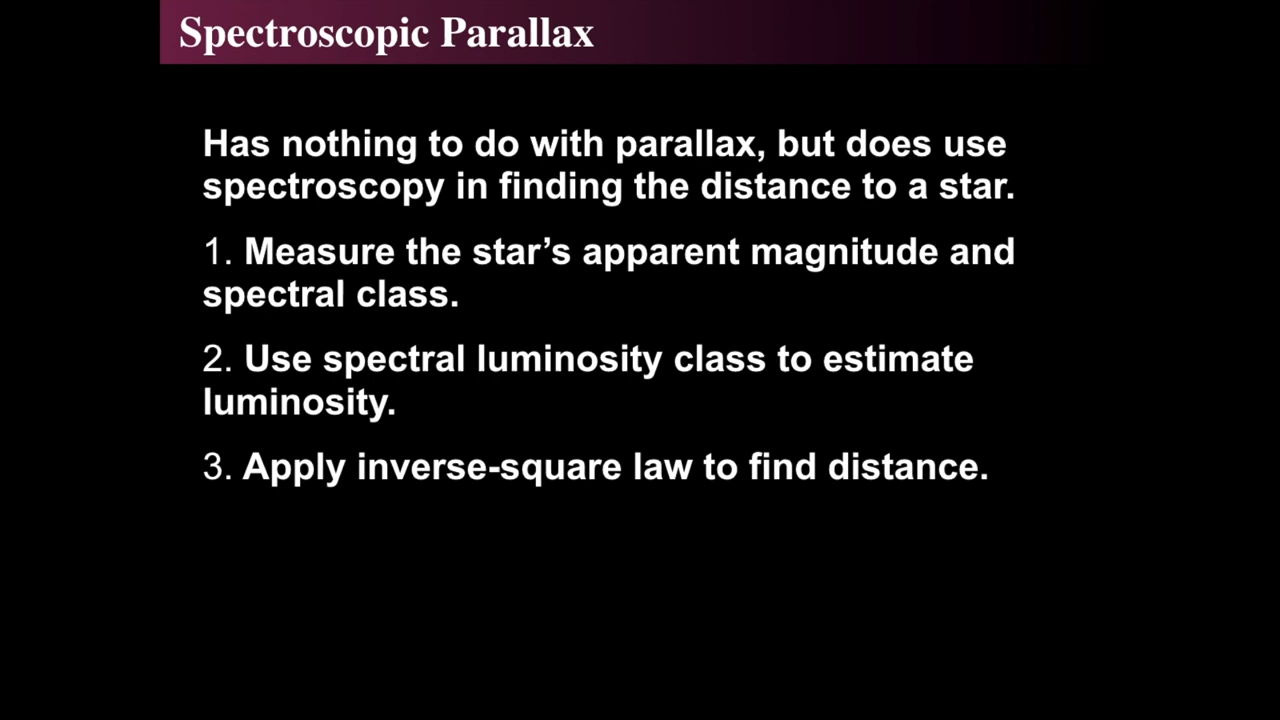 Spectroscopic Parallax
Has nothing to do with parallax, but does use
spectroscopy in finding the distance to a star.
1. Measure the star’s apparent magnitude and
spectral class.
2. Use spectral luminosity class to estimate
luminosity.
3. Apply inverse-square law to find distance.